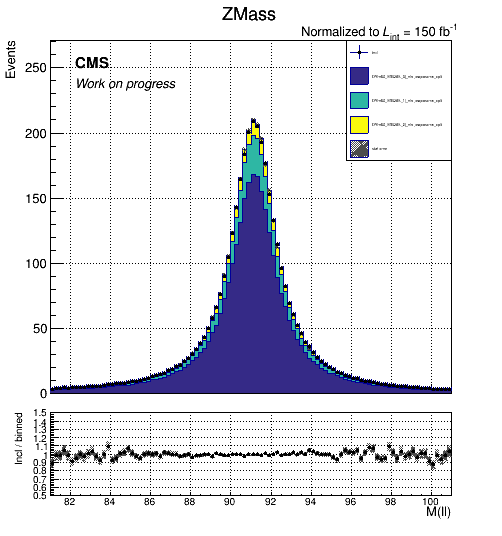 ZMass
Normalized to Lint = 150 fb-1
Events
CMS
Work on progress
250
200
150
100
50
0
Incl / binned
1.5
1.4
1.3
1.2
1.1
1
0.9
0.8
0.7
0.6
0.5
82 84 86 88 90 92 94 96 98 100
M(ll)